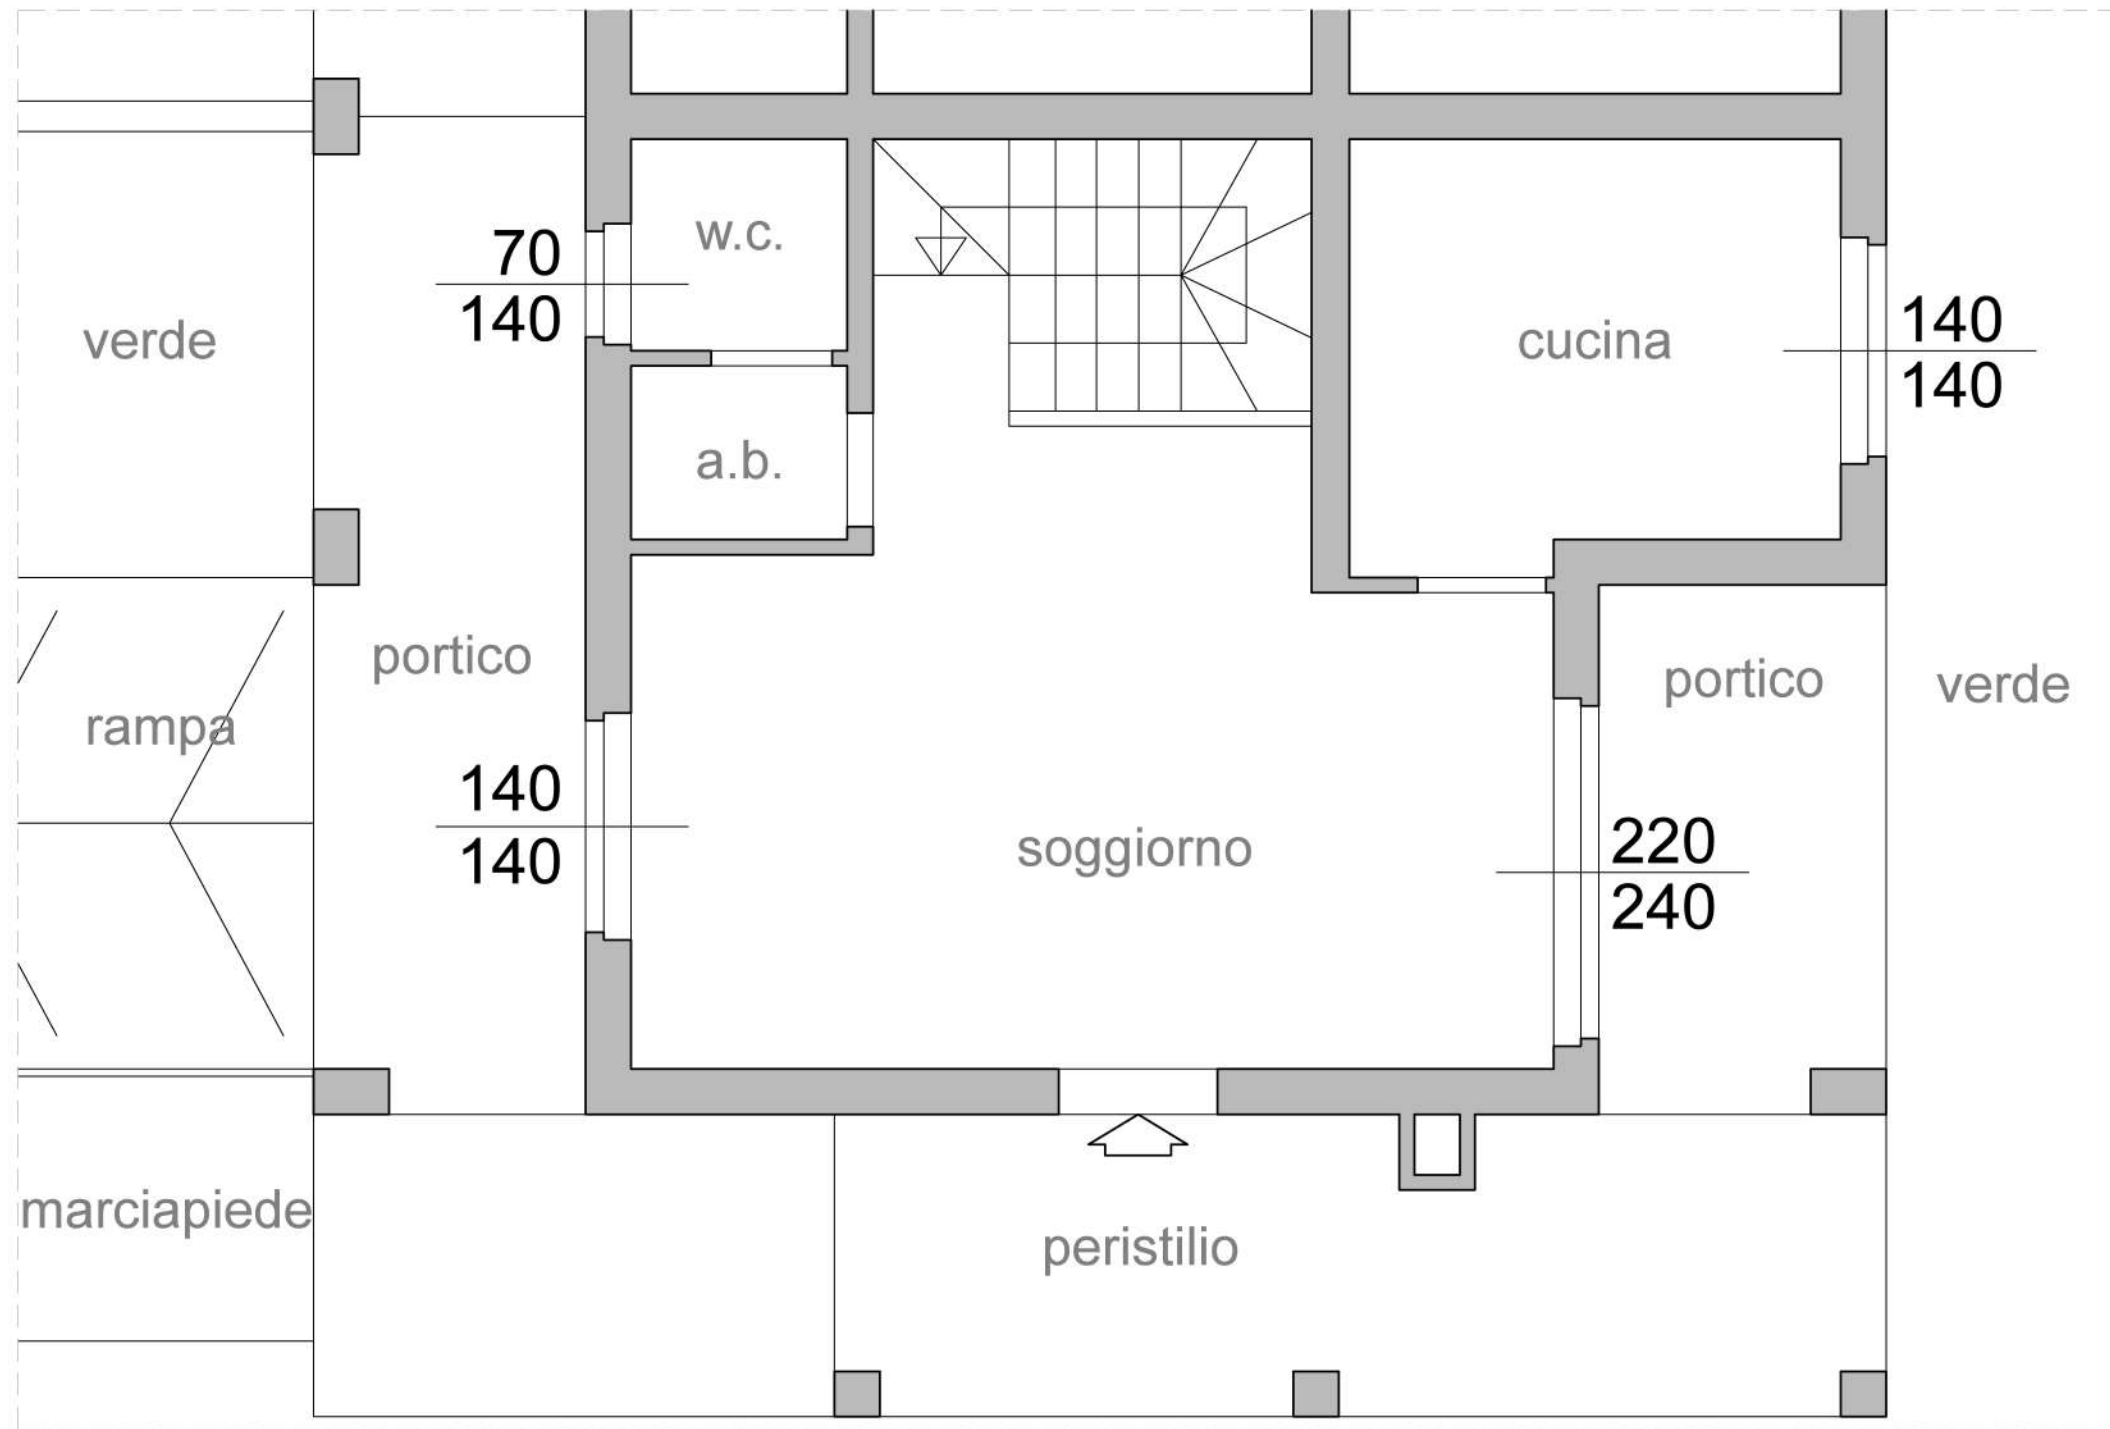 w.c.
70
140
verde
cucina
140
140
a.b.
portico
portico
verde
rampa
140
140
soggiorno
220
240
marciapiede
peristilio